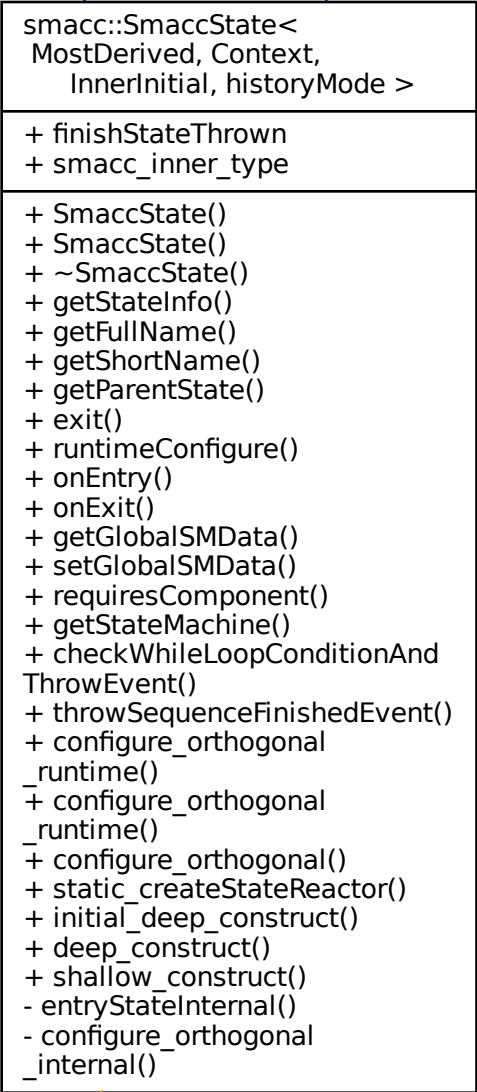 smacc::SmaccState<
MostDerived, Context,
InnerInitial, historyMode >
+ finishStateThrown
+ smacc_inner_type
+ SmaccState()
+ SmaccState()
+ ~SmaccState()
+ getStateInfo()
+ getFullName()
+ getShortName()
+ getParentState()
+ exit()
+ runtimeConfigure()
+ onEntry()
+ onExit()
+ getGlobalSMData()
+ setGlobalSMData()
+ requiresComponent()
+ getStateMachine()
+ checkWhileLoopConditionAnd
ThrowEvent()
+ throwSequenceFinishedEvent()
+ configure_orthogonal
_runtime()
+ configure_orthogonal
_runtime()
+ configure_orthogonal()
+ static_createStateReactor()
+ initial_deep_construct()
+ deep_construct()
+ shallow_construct()
- entryStateInternal()
- configure_orthogonal
_internal()